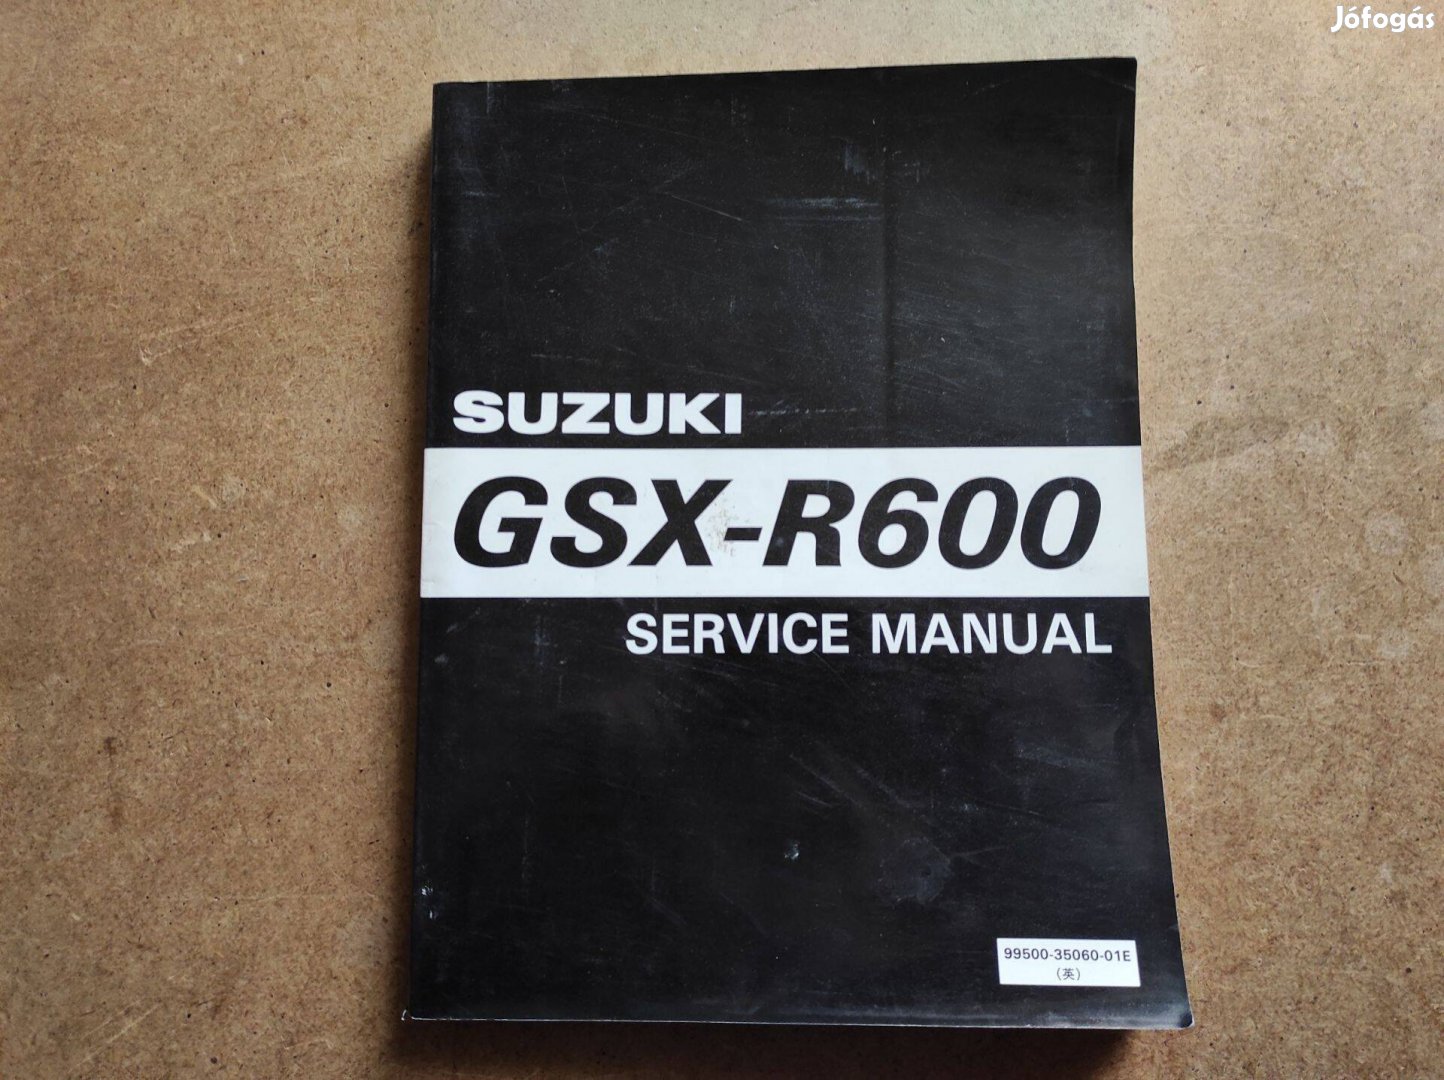 Jófogás
SUZUKI
GSX-R600
SERVICE MANUAL
99500-35060-01E
(英)